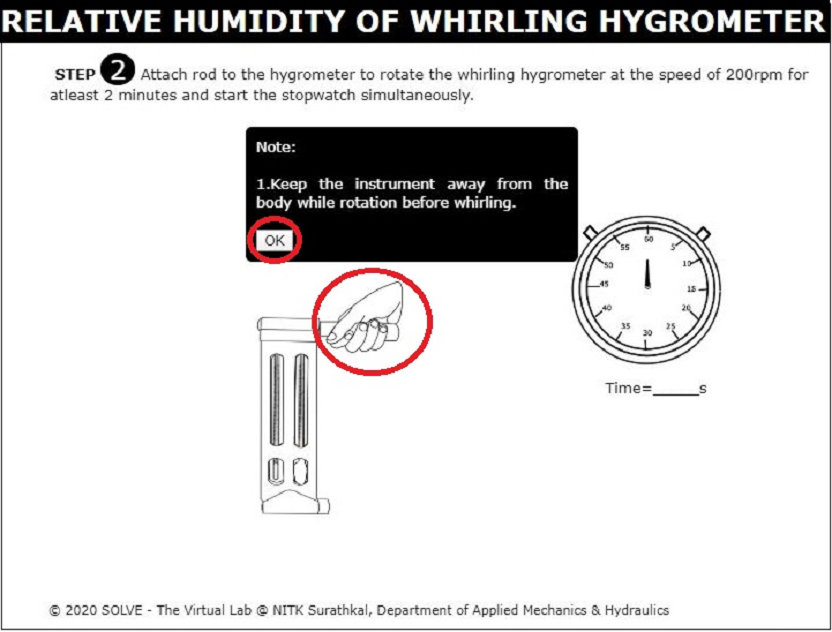 RELATIVE HUMIDITY OF WHIRLING HYGROMETER
STEP 2 Attach rod to the hygrometer to rotate the whirling hygrometer at the speed of 200rpm for
atleast 2 minutes and start the stopwatch simultaneously.
Note:
1.Keep the instrument away from the
body while rotation before whirling.
OK
60
55
5
50
10
45
15
40
20
35
25
30
Time=_____s
© 2020 SOLVE - The Virtual Lab @ NITK Surathkal, Department of Applied Mechanics & Hydraulics